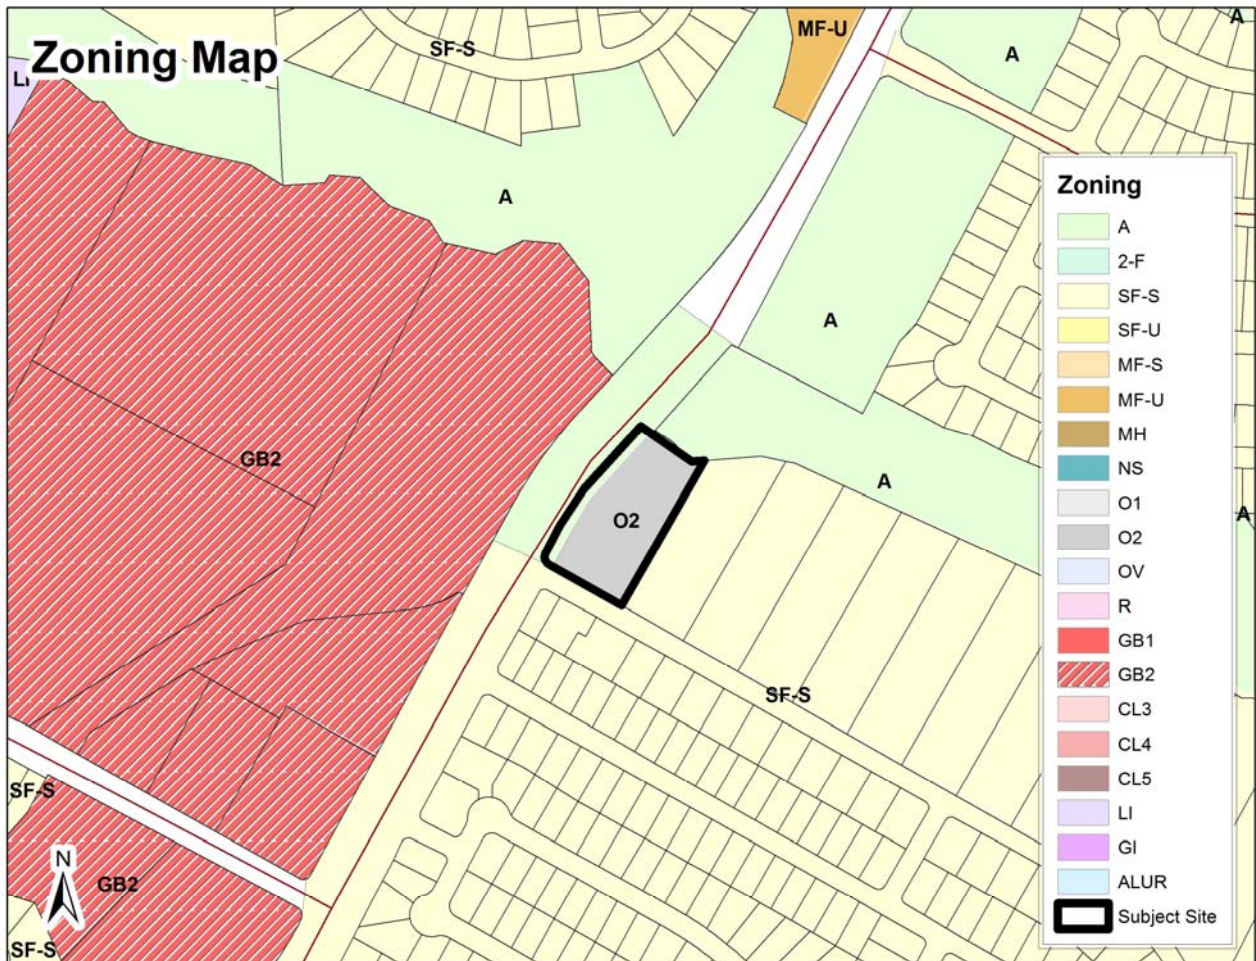 Zoning Map
SF-S
MF-U
A
A
LI
A
A
GB2
A
A
O2
SF-S
SF-S
GB2
SF-S
N
Zoning
A
2-F
SF-S
SF-U
MF-S
MF-U
MH
NS
O1
O2
OV
R
GB1
GB2
CL3
CL4
CL5
LI
GI
ALUR
Subject Site